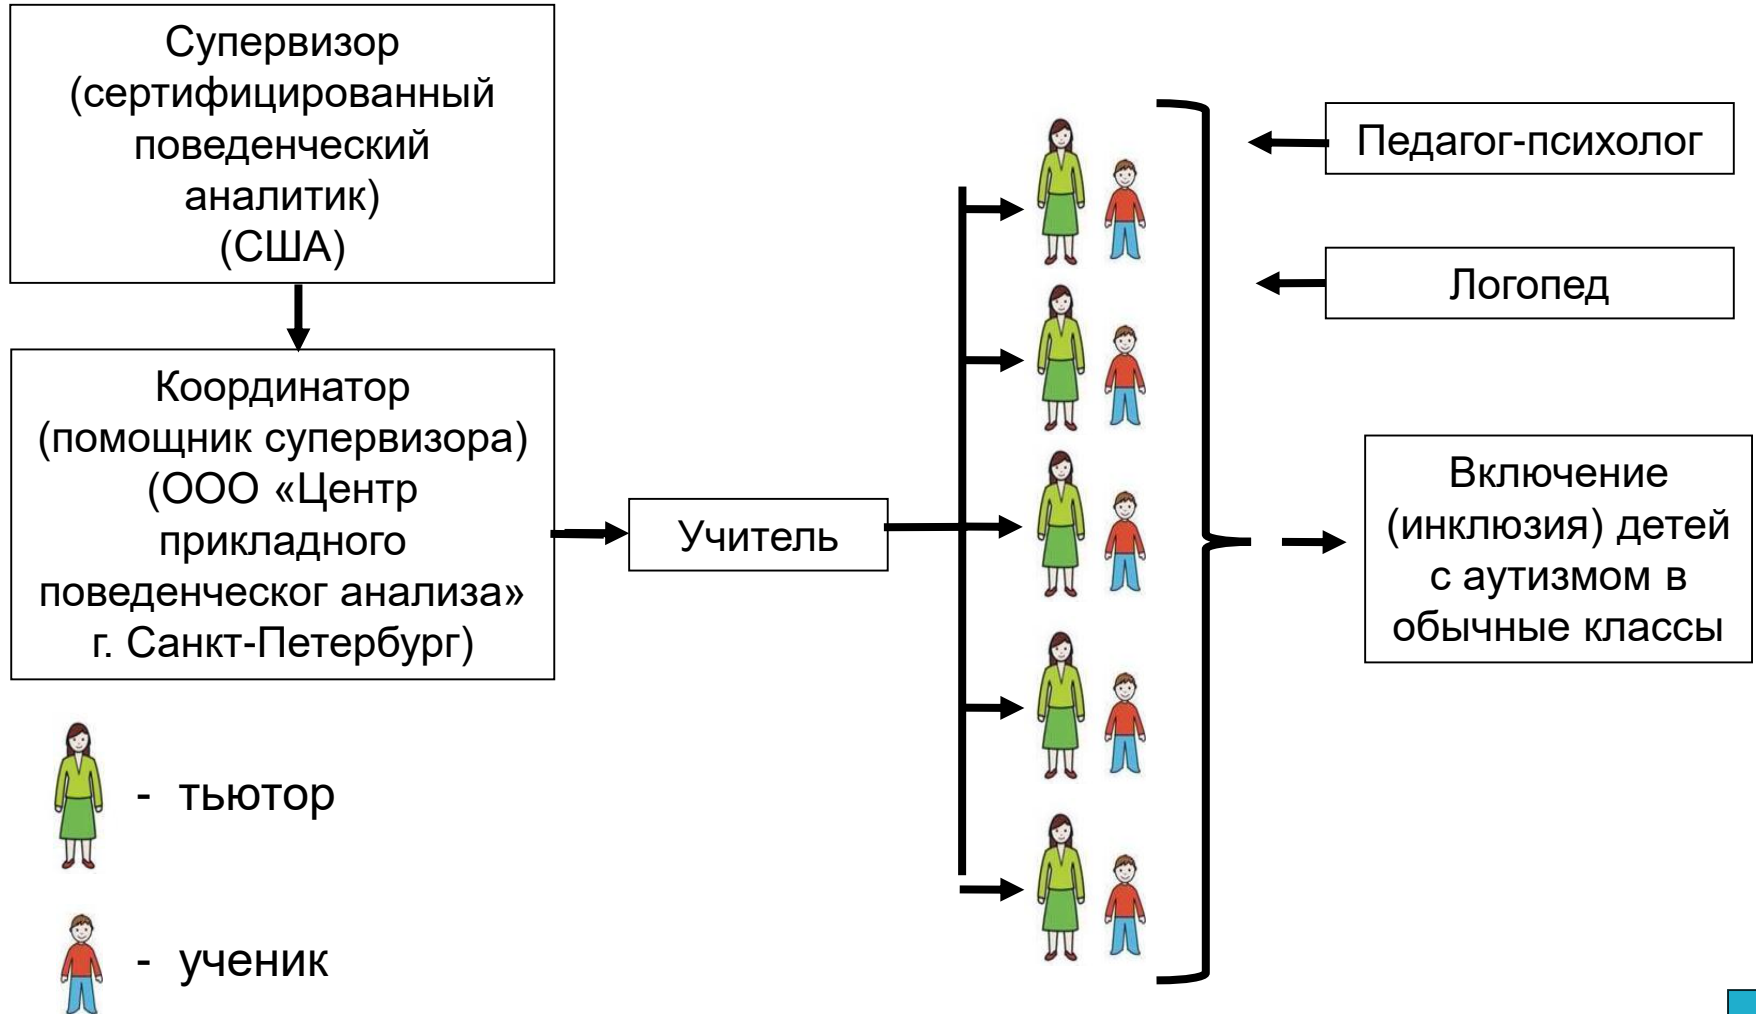 Супервизор
(сертифицированный
поведенческий
аналитик)
(США)
Координатор
(помощник супервизора)
(ООО «Центр
прикладного
поведенческог анализа»
г. Санкт-Петербург)
Учитель
Педагог-психолог
Логопед
Включение
(инклюзия) детей
с аутизмом в
обычные классы
- тьютор
- ученик